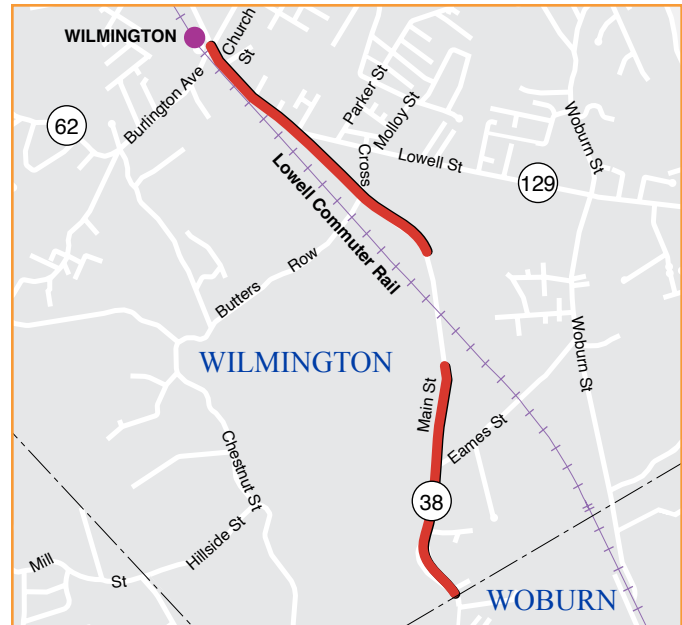 WILMINGTON
Church
St
Burlington Ave
62
Parker St
Molloy St
Cross
Lowell St
129
Woburn St
Lowell Commuter Rail
Butters
Row
WILMINGTON
Woburn St
Main St
Eames St
Chestnut St
38
Hillside St
Mill
St
WOBURN